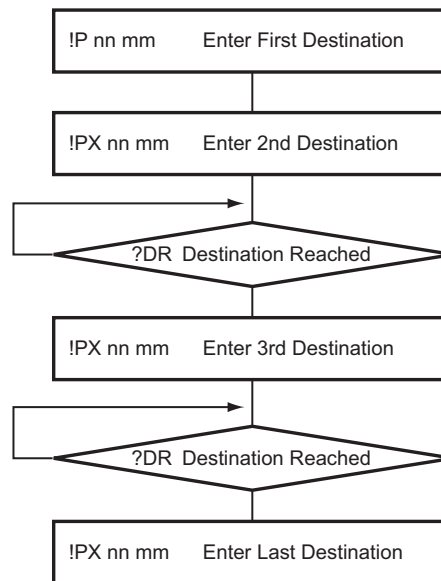 !P nn mm Enter First Destination
!PX nn mm Enter 2nd Destination
?DR Destination Reached
!PX nn mm Enter 3rd Destination
?DR Destination Reached
!PX nn mm Enter Last Destination